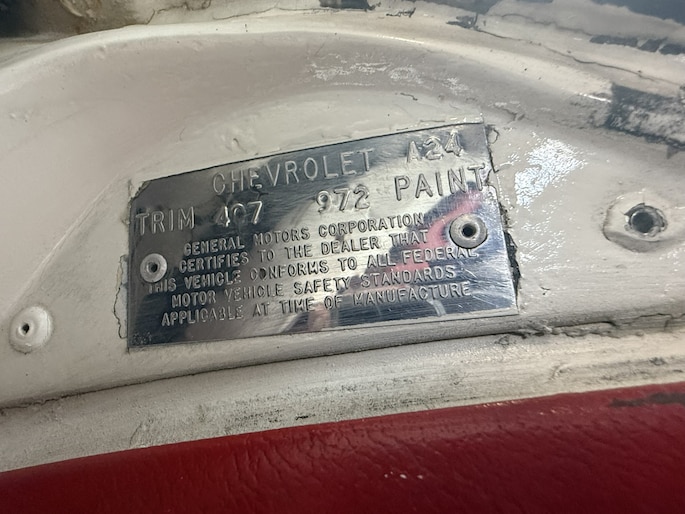 CHEVROLET A24
TRIM 407 972 PAINT
GENERAL MOTORS CORPORATION
CERTIFIES TO THE DEALER THAT
THIS VEHICLE CONFORMS TO ALL FEDERAL
MOTOR VEHICLE SAFETY STANDARDS
APPLICABLE AT TIME OF MANUFACTURE